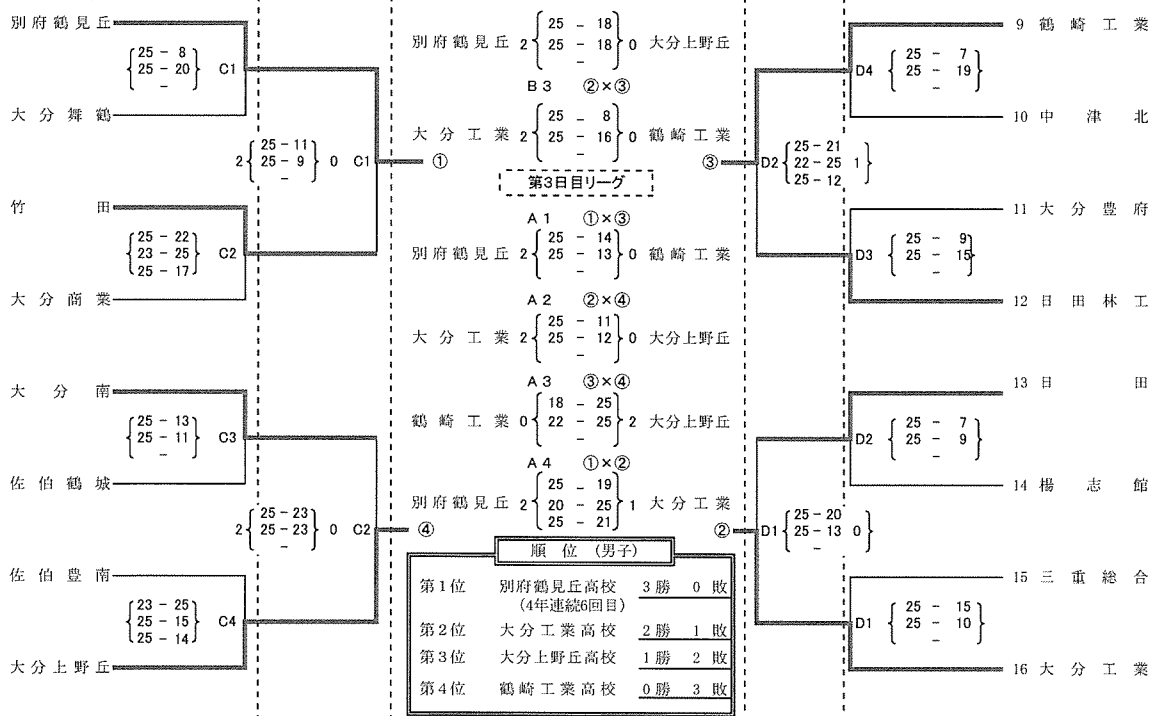 別府鶴見丘
25 - 8
25 - 20
C1
大分舞鶴
2
25 - 11
25 - 9
-
0 C1
①
竹田
25 - 22
23 - 25
25 - 17
C2
大分商業
大分南
25 - 13
25 - 11
-
C3
佐伯鶴城
2
25 - 23
25 - 23
-
0 C2
④
佐伯豊南
23 - 25
25 - 15
25 - 14
C4
大分上野丘
25 - 18
別府鶴見丘 2 25 - 18 0 大分上野丘
-
B3 ②×③
25 - 8
大分工業 2 25 - 16 0 鶴崎工業
-
第3日目リーグ
A1 ①×③
25 - 14
別府鶴見丘 2 25 - 13 0 鶴崎工業
-
A2 ②×④
25 - 11
大分工業 2 25 - 12 0 大分上野丘
-
A3 ③×④
18 - 25
鶴崎工業 0 22 - 25 2 大分上野丘
-
A4 ①×②
25 - 19
別府鶴見丘 2 20 - 25 1 大分工業
25 - 21
順位 (男子)
第1位 別府鶴見丘高校 3勝 0敗
(4年連続6回目)
第2位 大分工業高校 2勝 1敗
第3位 大分上野丘高校 1勝 2敗
第4位 鶴崎工業高校 0勝 3敗
9 鶴崎工業
D4
25 - 7
25 - 19
-
10 中津北
③
D2
25 - 21
22 - 25 1
25 - 12
11 大分豊府
D3
25 - 9
25 - 15
-
12 日田林工
13 日田
D2
25 - 7
25 - 9
-
14 楊志館
②
D1
25 - 20
25 - 13 0
-
15 三重総合
D1
25 - 15
25 - 10
-
16 大分工業